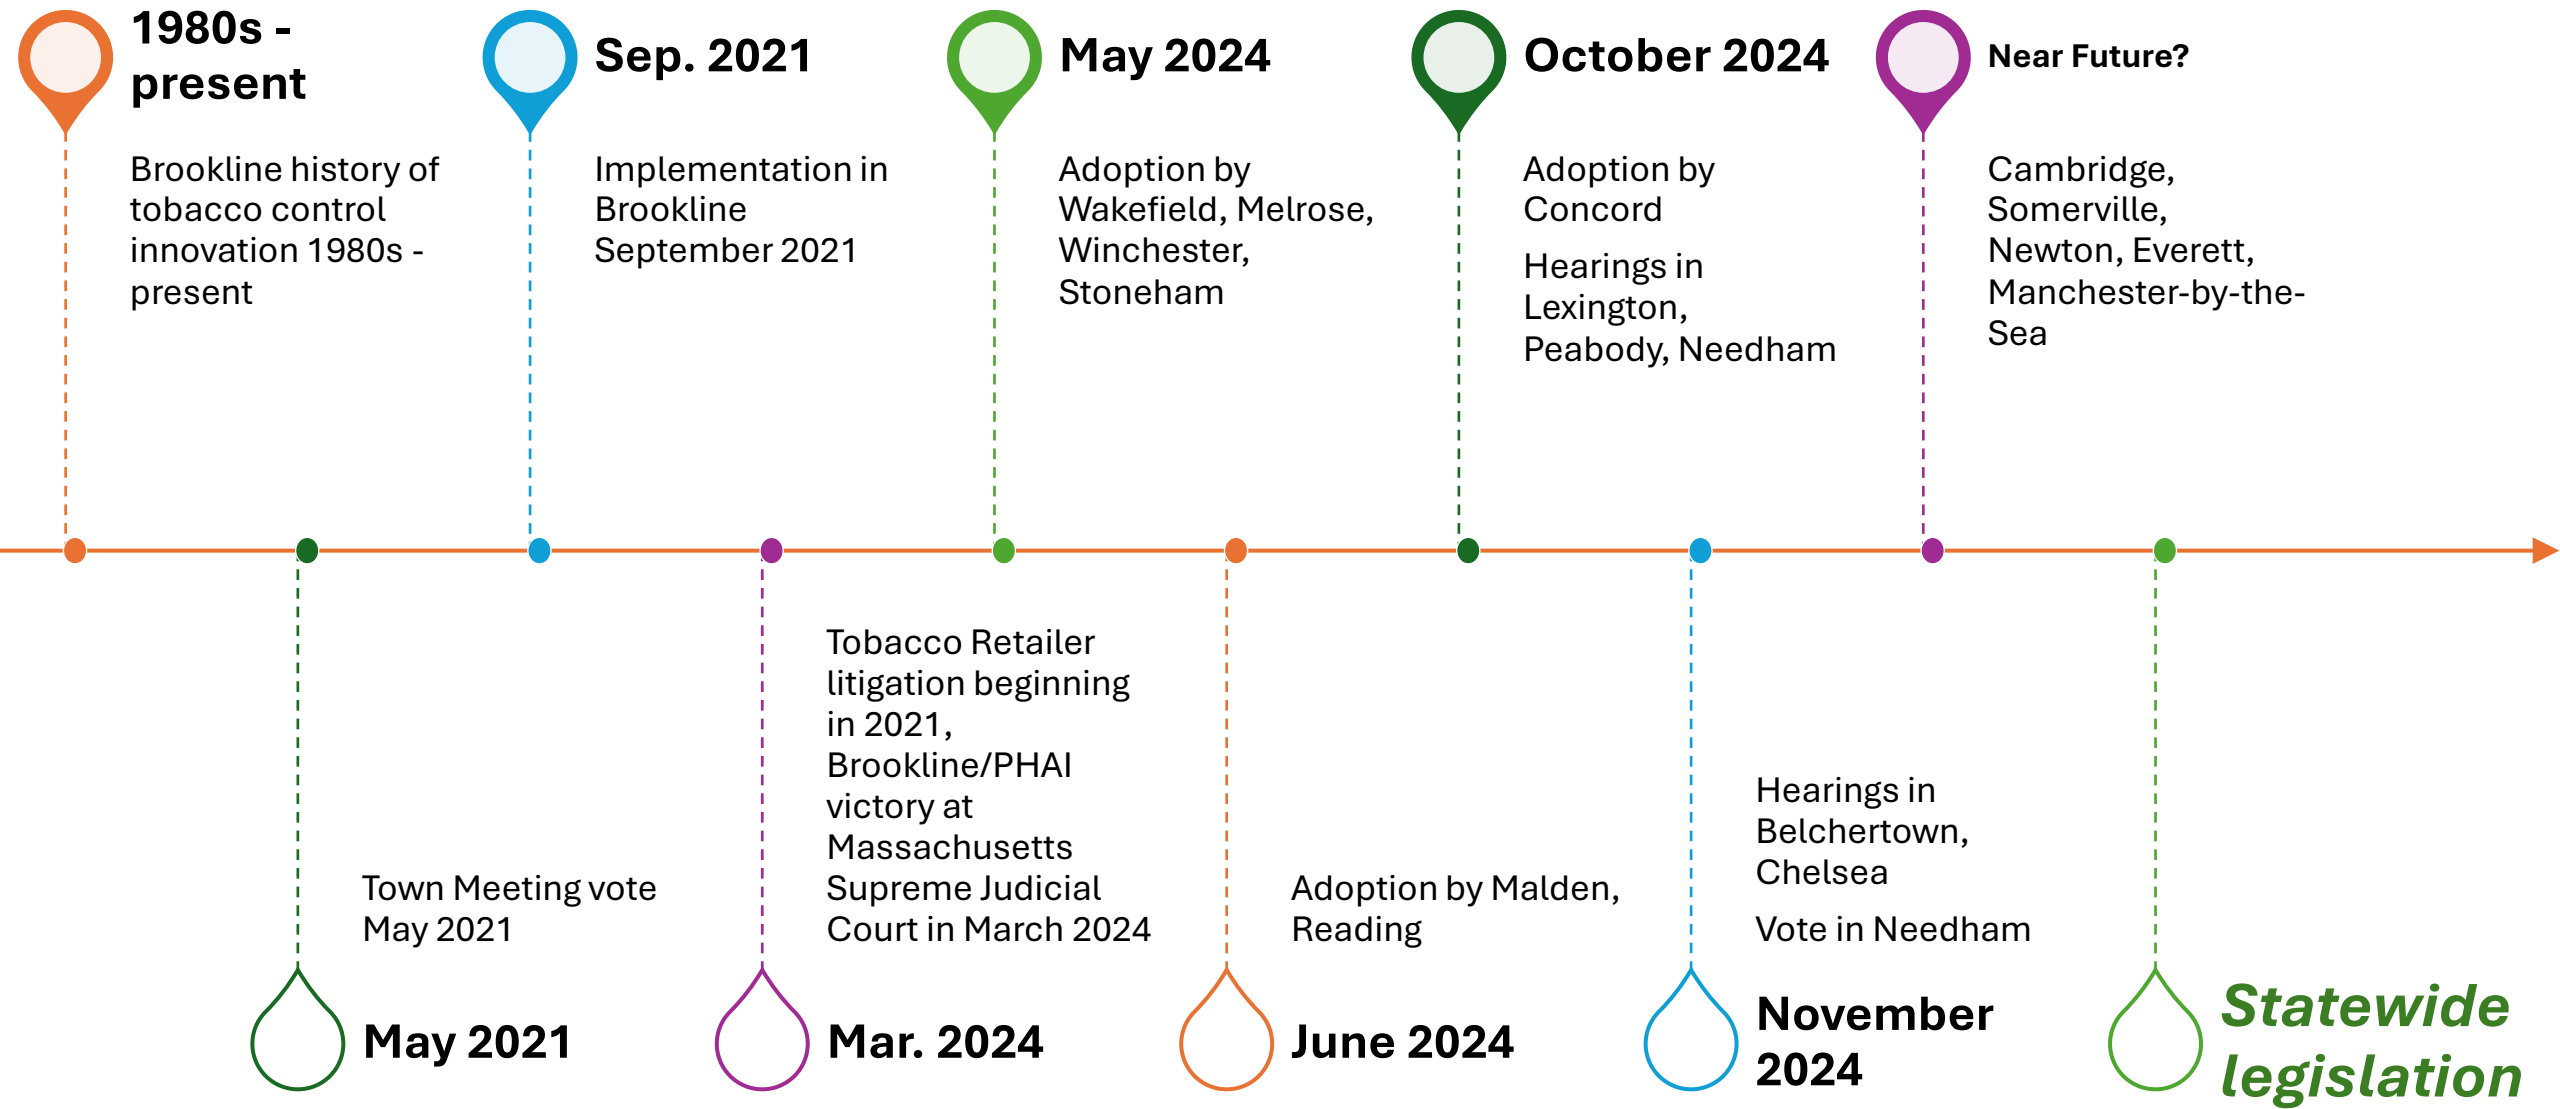 1980s -
present
Brookline history of
tobacco control
innovation 1980s -
present
Sep. 2021
Implementation in
Brookline
September 2021
May 2024
Adoption by
Wakefield, Melrose,
Winchester,
Stoneham
October 2024
Adoption by
Concord
Hearings in
Lexington,
Peabody, Needham
Near Future?
Cambridge,
Somerville,
Newton, Everett,
Manchester-by-the-
Sea
Town Meeting vote
May 2021
May 2021
Tobacco Retailer
litigation beginning
in 2021,
Brookline/PHAI
victory at
Massachusetts
Supreme Judicial
Court in March 2024
Mar. 2024
Adoption by Malden,
Reading
June 2024
Hearings in
Belchertown,
Chelsea
Vote in Needham
November
2024
Statewide
legislation